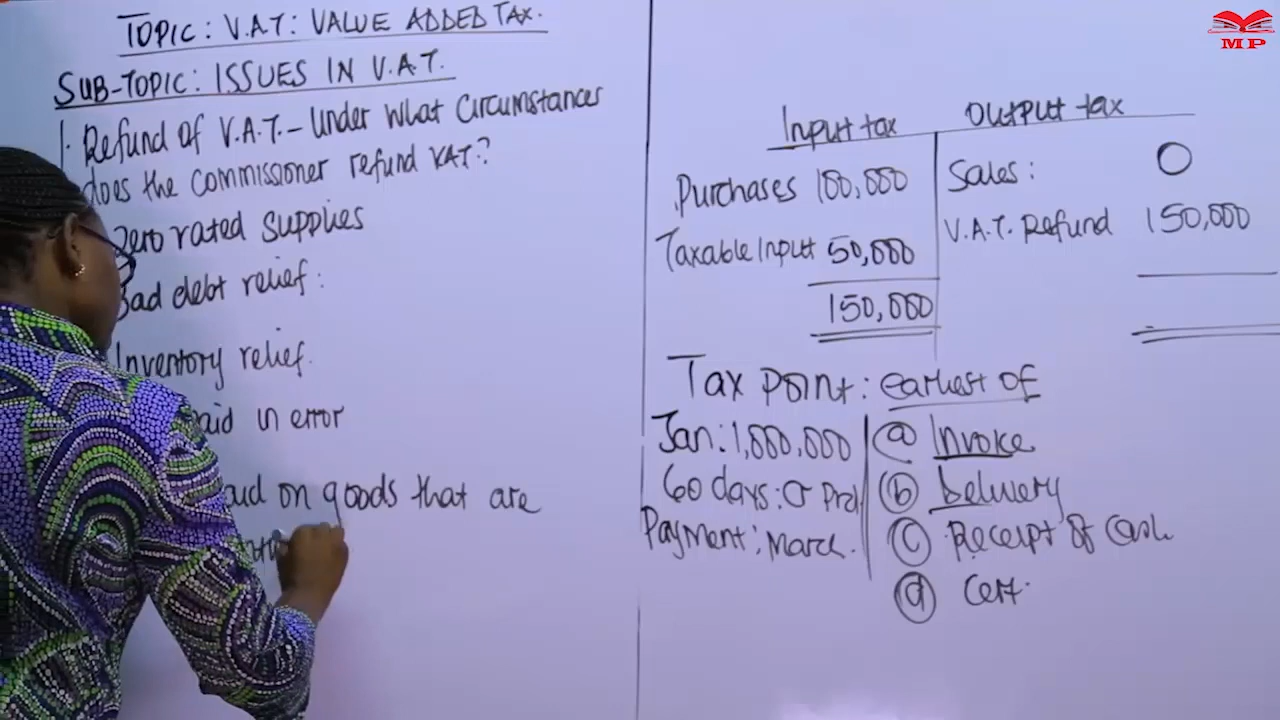 TOPIC: V.A.T: VALUE ADDED TAX.
SUB-TOPIC: ISSUES IN V.A.T.
1. Refund of V.A.T. - Under what circumstances
does the commissioner refund VAT?
Zero rated supplies
Bad debt relief:
Inventory relief.
paid in error
paid on goods that are
Input tax
Output tax
Purchases 100,000
Sales: 0
Taxable Input 50,000
V.A.T. Refund 150,000
150,000
Tax point: earliest of
Jan: 1,000,000
60 days: Cr
Payment: March.
(a) Invoice
(b) Delivery
(c) Receipt of cash
(d) Cert.
MP